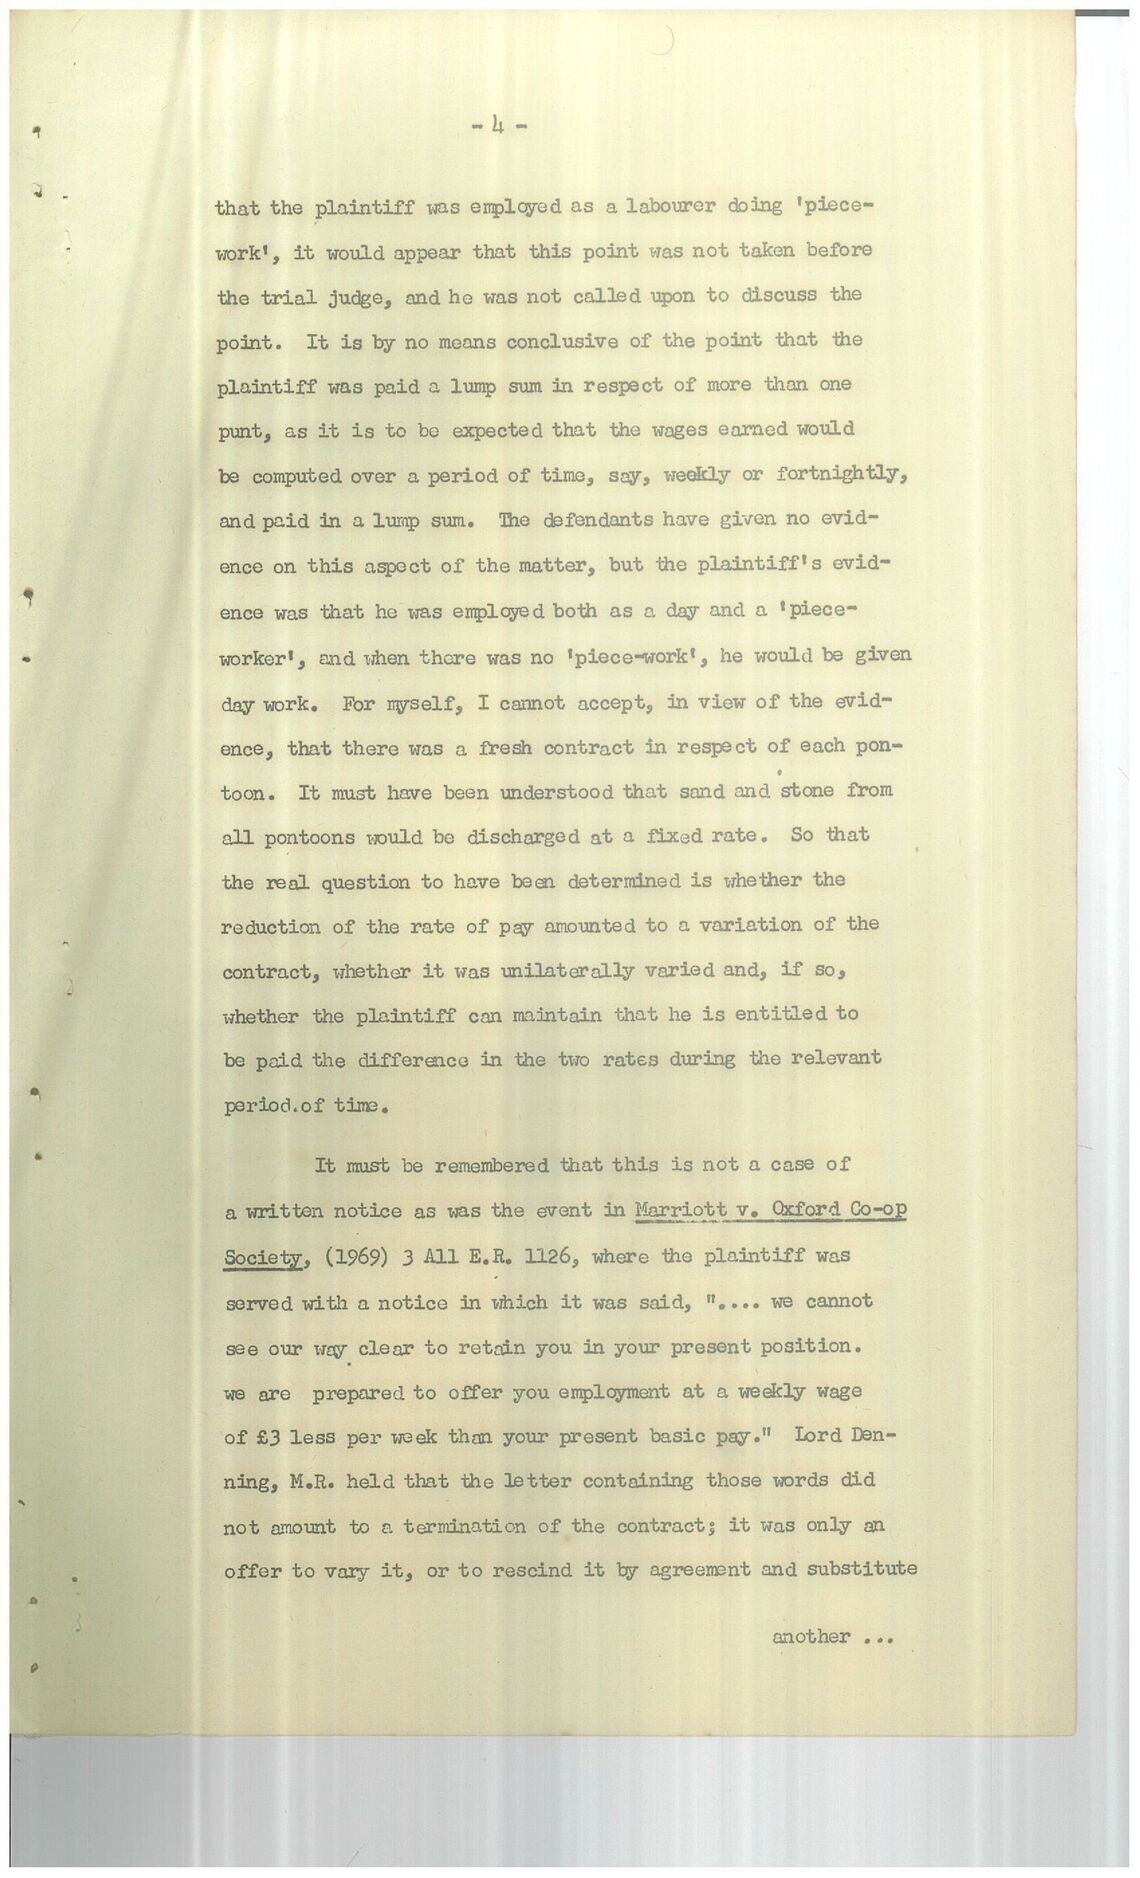 - 4 -
that the plaintiff was employed as a labourer doing 'piece-
work', it would appear that this point was not taken before
the trial judge, and he was not called upon to discuss the
point. It is by no means conclusive of the point that the
plaintiff was paid a lump sum in respect of more than one
punt, as it is to be expected that the wages earned would
be computed over a period of time, say, weekly or fortnightly,
and paid in a lump sum. The defendants have given no evid-
ence on this aspect of the matter, but the plaintiff's evid-
ence was that he was employed both as a day and a 'piece-
worker', and when there was no 'piece-work', he would be given
day work. For myself, I cannot accept, in view of the evid-
ence, that there was a fresh contract in respect of each pon-
toon. It must have been understood that sand and stone from
all pontoons would be discharged at a fixed rate. So that
the real question to have been determined is whether the
reduction of the rate of pay amounted to a variation of the
contract, whether it was unilaterally varied and, if so,
whether the plaintiff can maintain that he is entitled to
be paid the difference in the two rates during the relevant
period.of time.
It must be remembered that this is not a case of
a written notice as was the event in Marriott v. Oxford Co-op
Society, (1969) 3 All E.R. 1126, where the plaintiff was
served with a notice in which it was said, ".... we cannot
see our way clear to retain you in your present position.
we are prepared to offer you employment at a weekly wage
of £3 less per week than your present basic pay." Lord Den-
ning, M.R. held that the letter containing those words did
not amount to a termination of the contract; it was only an
offer to vary it, or to rescind it by agreement and substitute
another ...